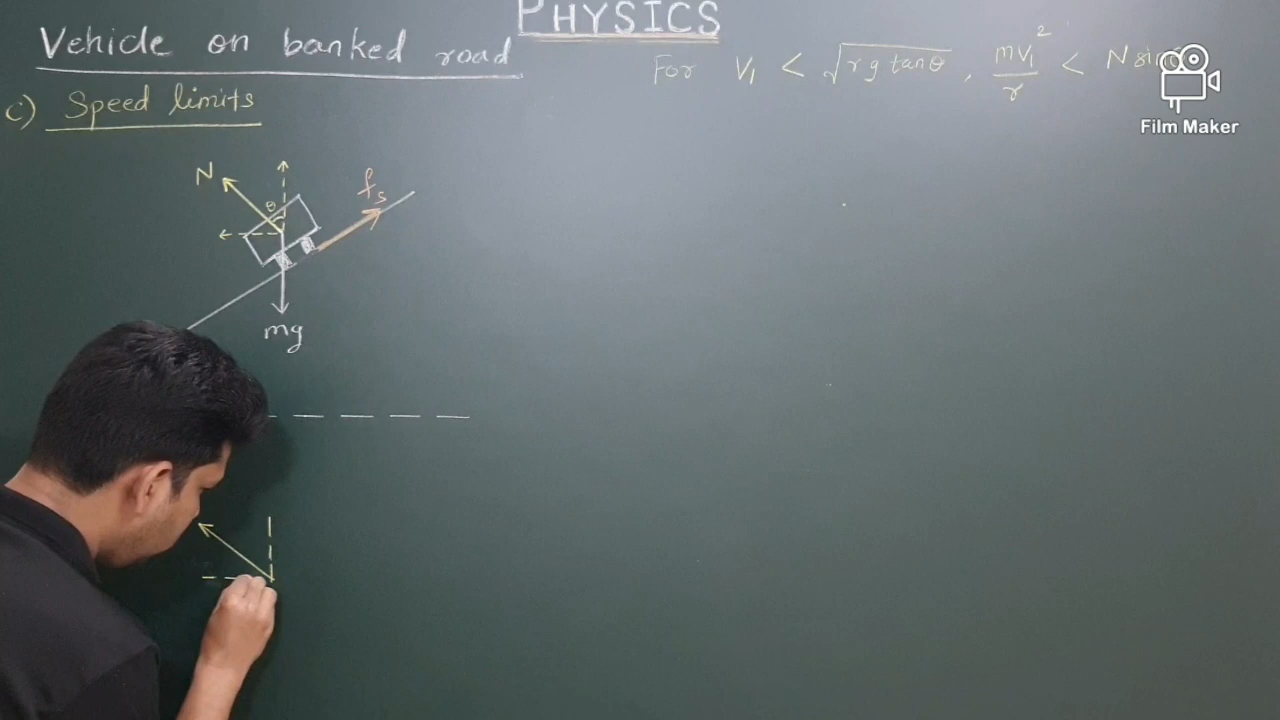 PHYSICS
Vehicle on banked road
For V₁ < √rg tanθ , mv₁²/r < N
c) Speed limits
Film Maker
N
θ
fs
mg